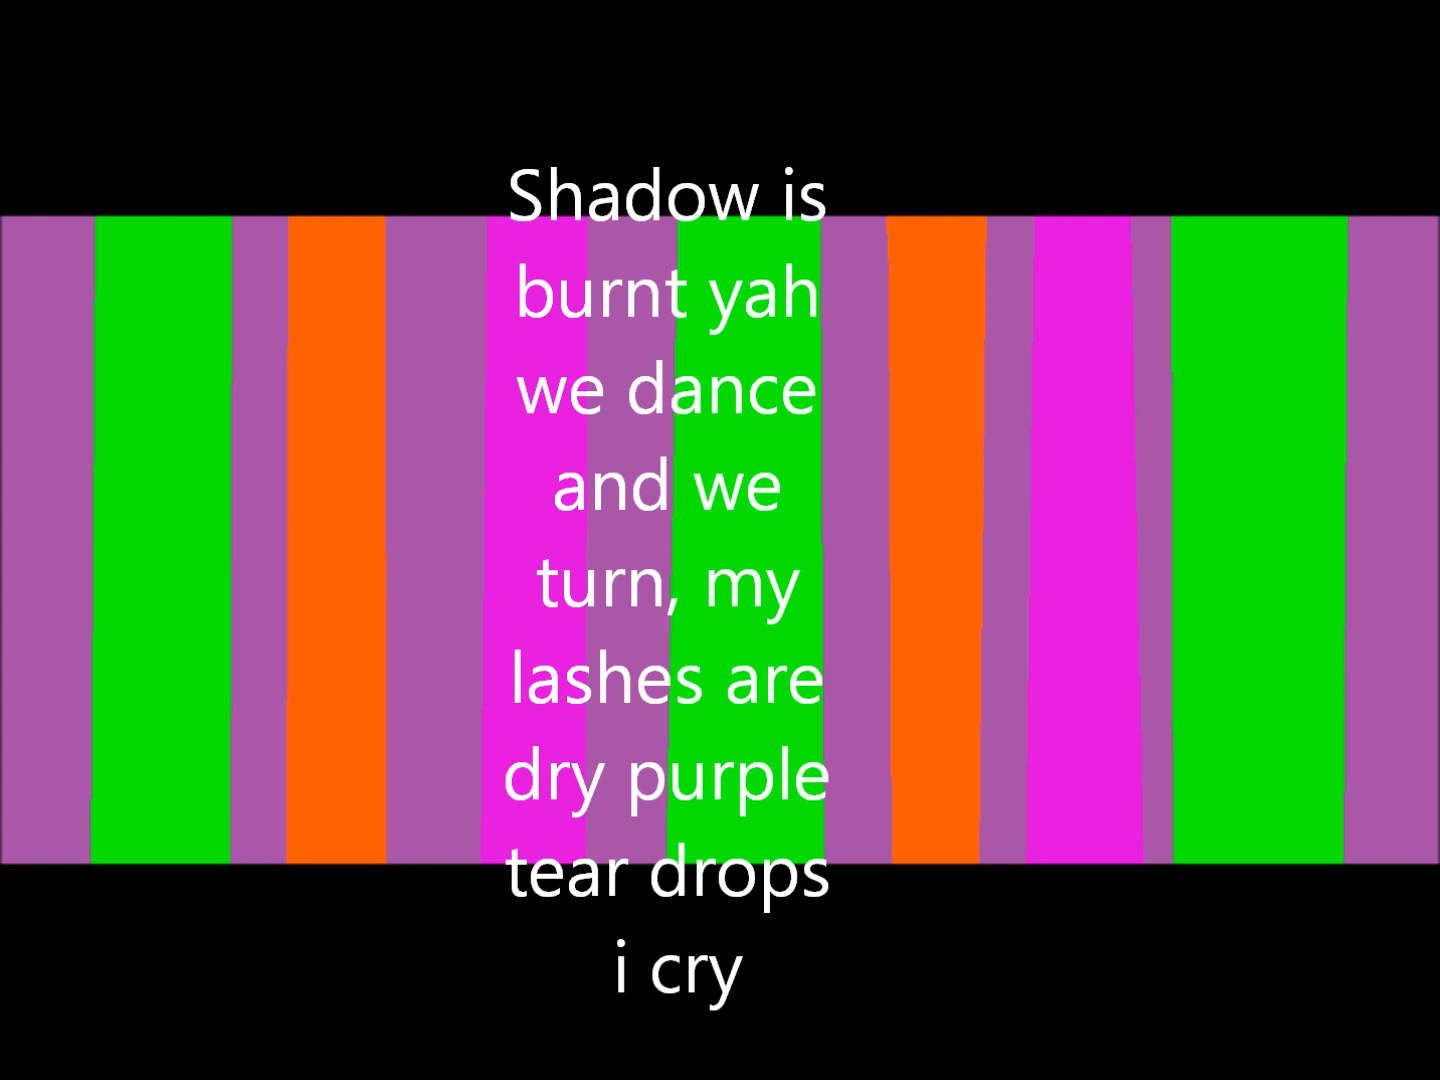 Shadow is
burnt yah
we dance
and we
turn, my
lashes are
dry purple
tear drops
i cry